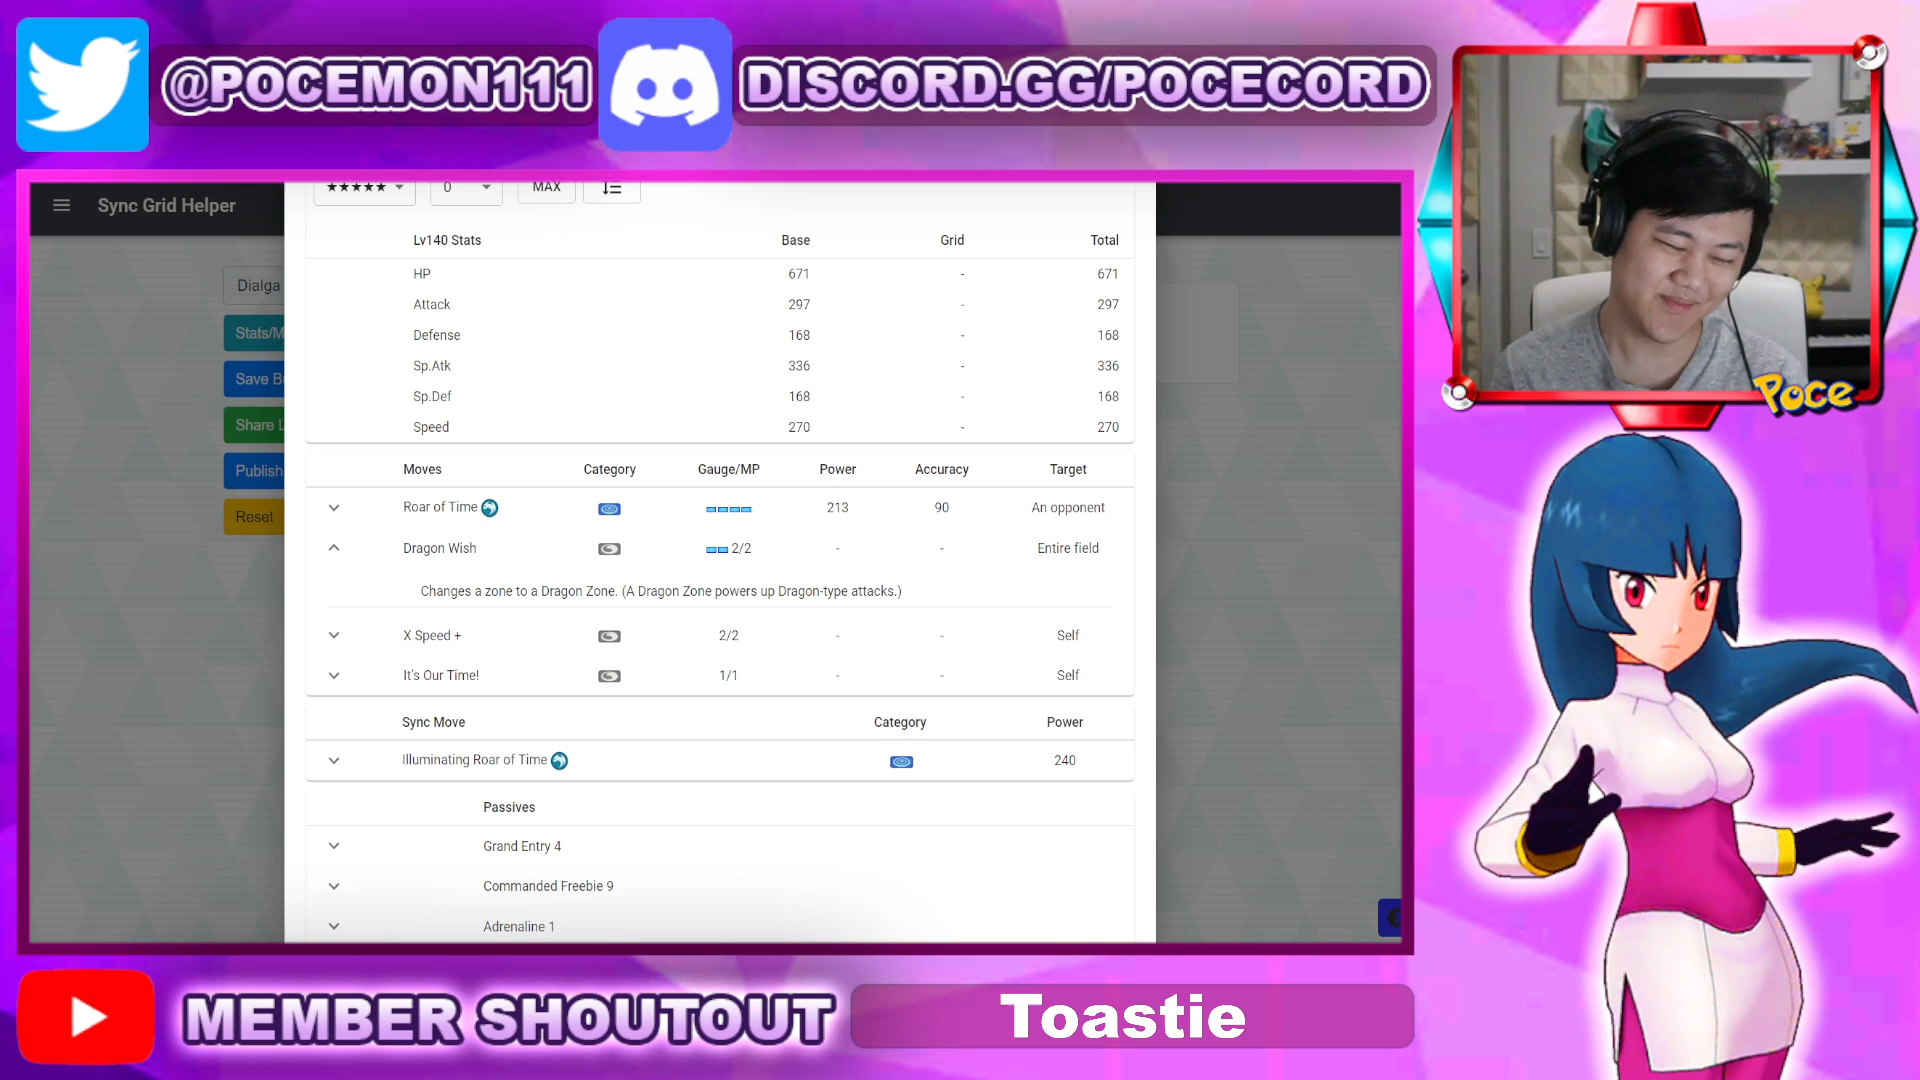 @POCEMON111 DISCORD.GG/POCECORD
★★★★★ 0 MAX
Sync Grid Helper
Lv140 Stats Base Grid Total
HP 671 - 671
Dialga
Attack 297 - 297
Stats/M
Defense 168 - 168
Sp.Atk 336 - 336
Save B
Sp.Def 168 - 168
Poce
Share L
Speed 270 - 270
Publish
Moves Category Gauge/MP Power Accuracy Target
Roar of Time 213 90 An opponent
Reset
Dragon Wish 2/2 - - Entire field
Changes a zone to a Dragon Zone. (A Dragon Zone powers up Dragon-type attacks.)
X Speed + 2/2 - - Self
It's Our Time! 1/1 - - Self
Sync Move Category Power
Illuminating Roar of Time 240
Passives
Grand Entry 4
Commanded Freebie 9
Adrenaline 1
MEMBER SHOUTOUT Toastie